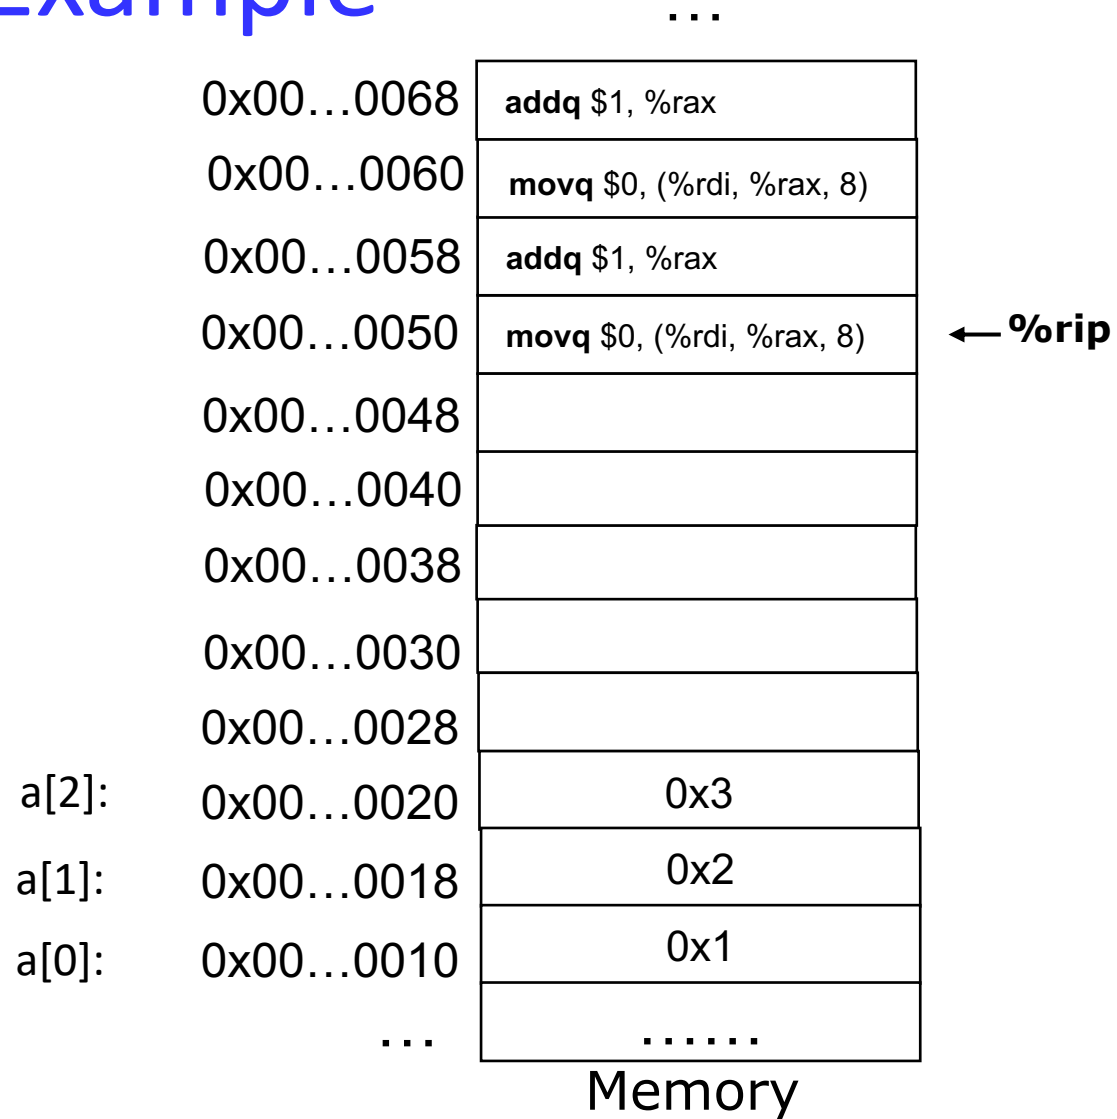 Example
...
0x00...0068 addq $1, %rax
0x00...0060 movq $0, (%rdi, %rax, 8)
0x00...0058 addq $1, %rax
0x00...0050 movq $0, (%rdi, %rax, 8) %rip
0x00...0048
0x00...0040
0x00...0038
0x00...0030
0x00...0028
a[2]: 0x00...0020 0x3
a[1]: 0x00...0018 0x2
a[0]: 0x00...0010 0x1
... ......
Memory